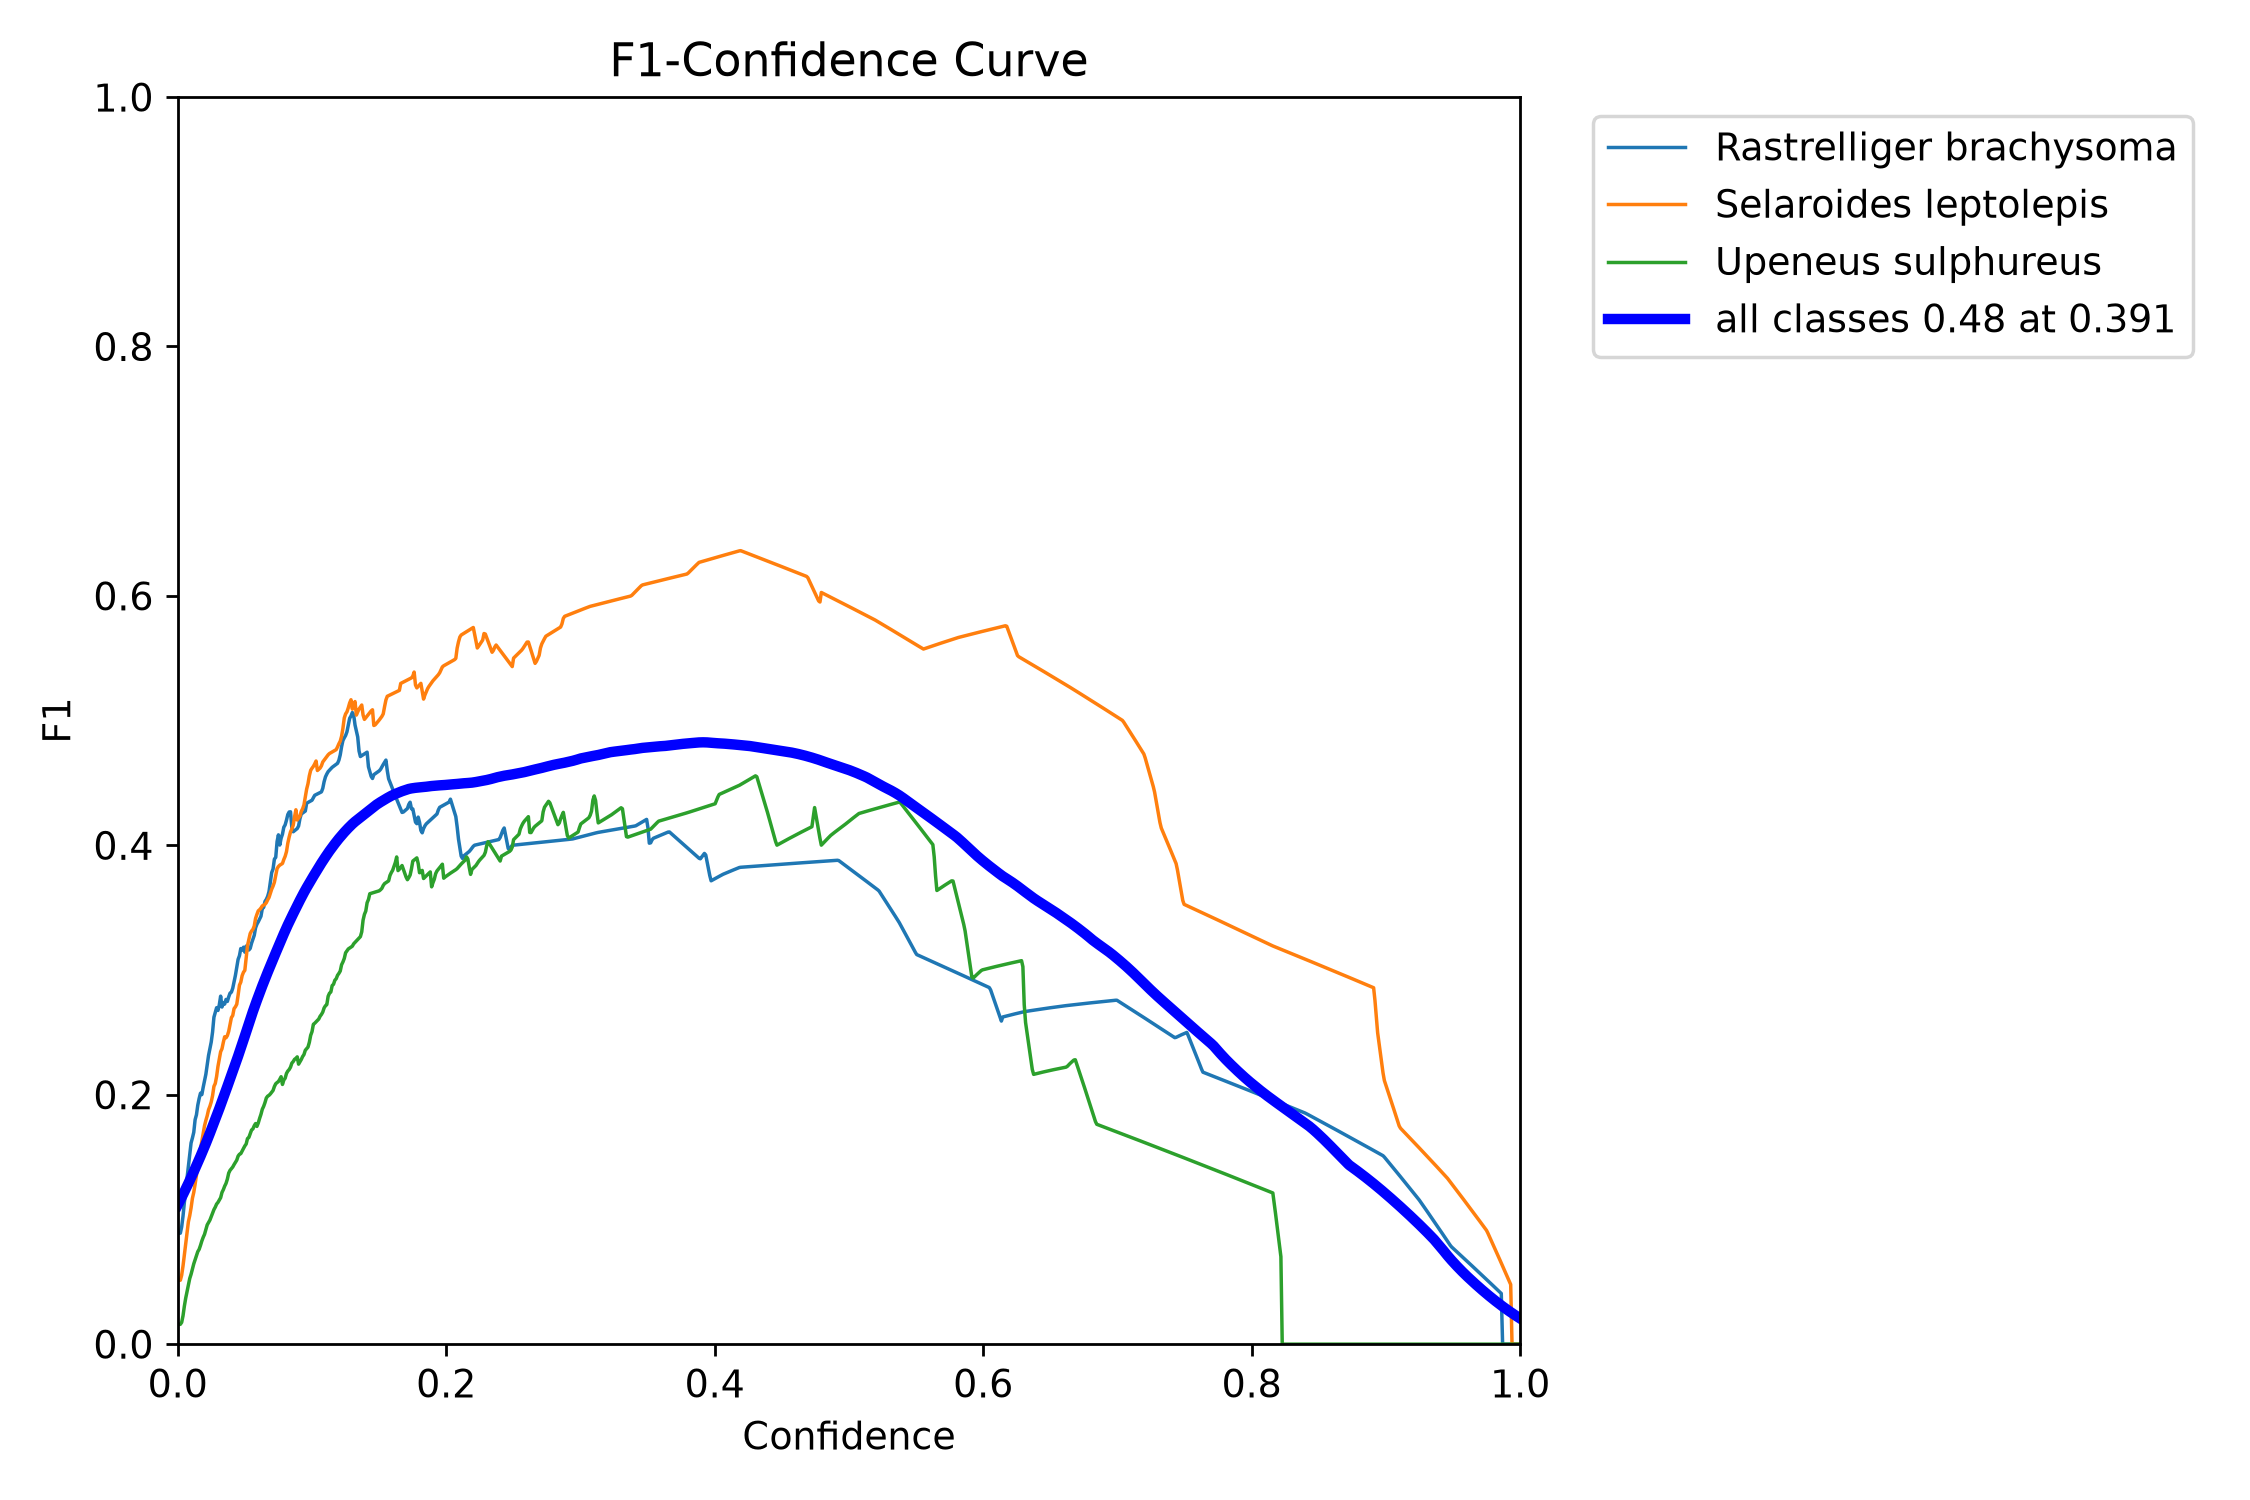 F1-Confidence Curve
1.0
0.8
0.6
0.4
0.2
0.0
F1
0.0 0.2 0.4 0.6 0.8 1.0
Confidence
Rastrelliger brachysoma
Selaroides leptolepis
Upeneus sulphureus
all classes 0.48 at 0.391